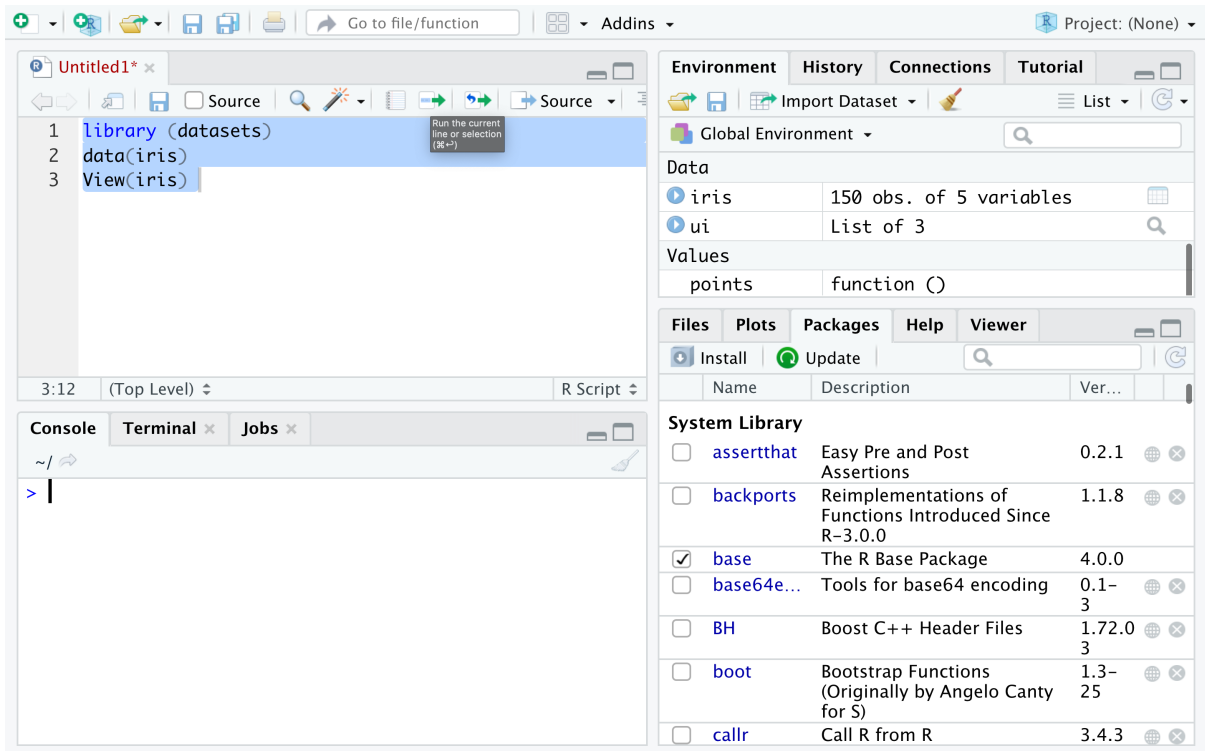 Go to file/function
Addins
Project: (None)
Untitled1*
Source
Source
Run the current
line or selection
(⌘↩)
1 library (datasets)
2 data(iris)
3 View(iris)
3:12 (Top Level) R Script
Console Terminal Jobs
~/
>
Environment History Connections Tutorial
Import Dataset List
Global Environment
Data
iris 150 obs. of 5 variables
ui List of 3
Values
points function ()
Files Plots Packages Help Viewer
Install Update
Name Description Ver...
System Library
assertthat Easy Pre and Post 0.2.1
Assertions
backports Reimplementations of 1.1.8
Functions Introduced Since
R-3.0.0
base The R Base Package 4.0.0
base64e... Tools for base64 encoding 0.1-
3
BH Boost C++ Header Files 1.72.0
3
boot Bootstrap Functions 1.3-
(Originally by Angelo Canty 25
for S)
callr Call R from R 3.4.3